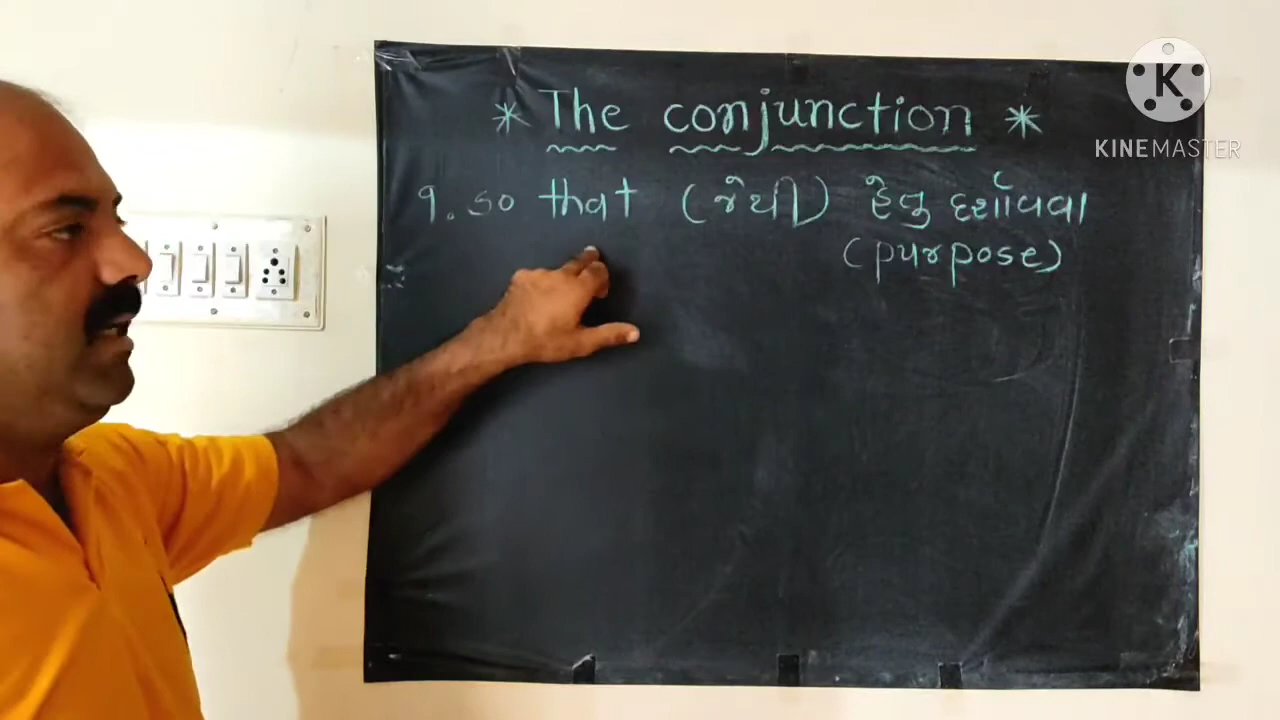 * The conjunction *
9. so that (જેથી) હેતુ દર્શાવવા
(purpose)
K
KINEMASTER